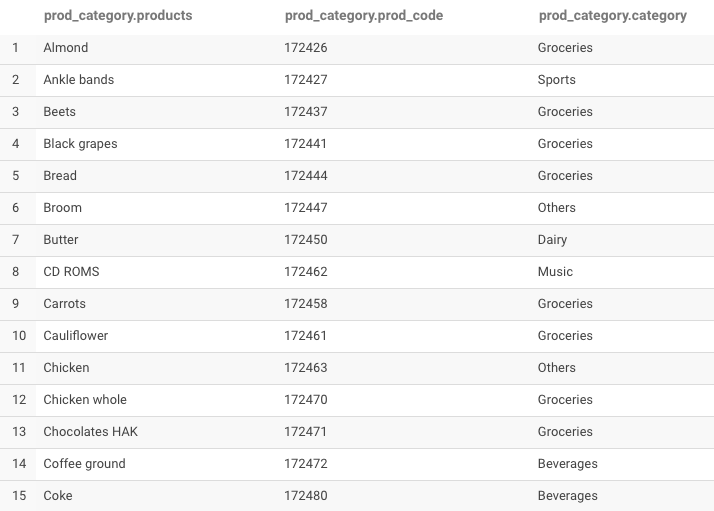 prod_category.products prod_category.prod_code prod_category.category
1 Almond 172426 Groceries
2 Ankle bands 172427 Sports
3 Beets 172437 Groceries
4 Black grapes 172441 Groceries
5 Bread 172444 Groceries
6 Broom 172447 Others
7 Butter 172450 Dairy
8 CD ROMS 172462 Music
9 Carrots 172458 Groceries
10 Cauliflower 172461 Groceries
11 Chicken 172463 Others
12 Chicken whole 172470 Groceries
13 Chocolates HAK 172471 Groceries
14 Coffee ground 172472 Beverages
15 Coke 172480 Beverages